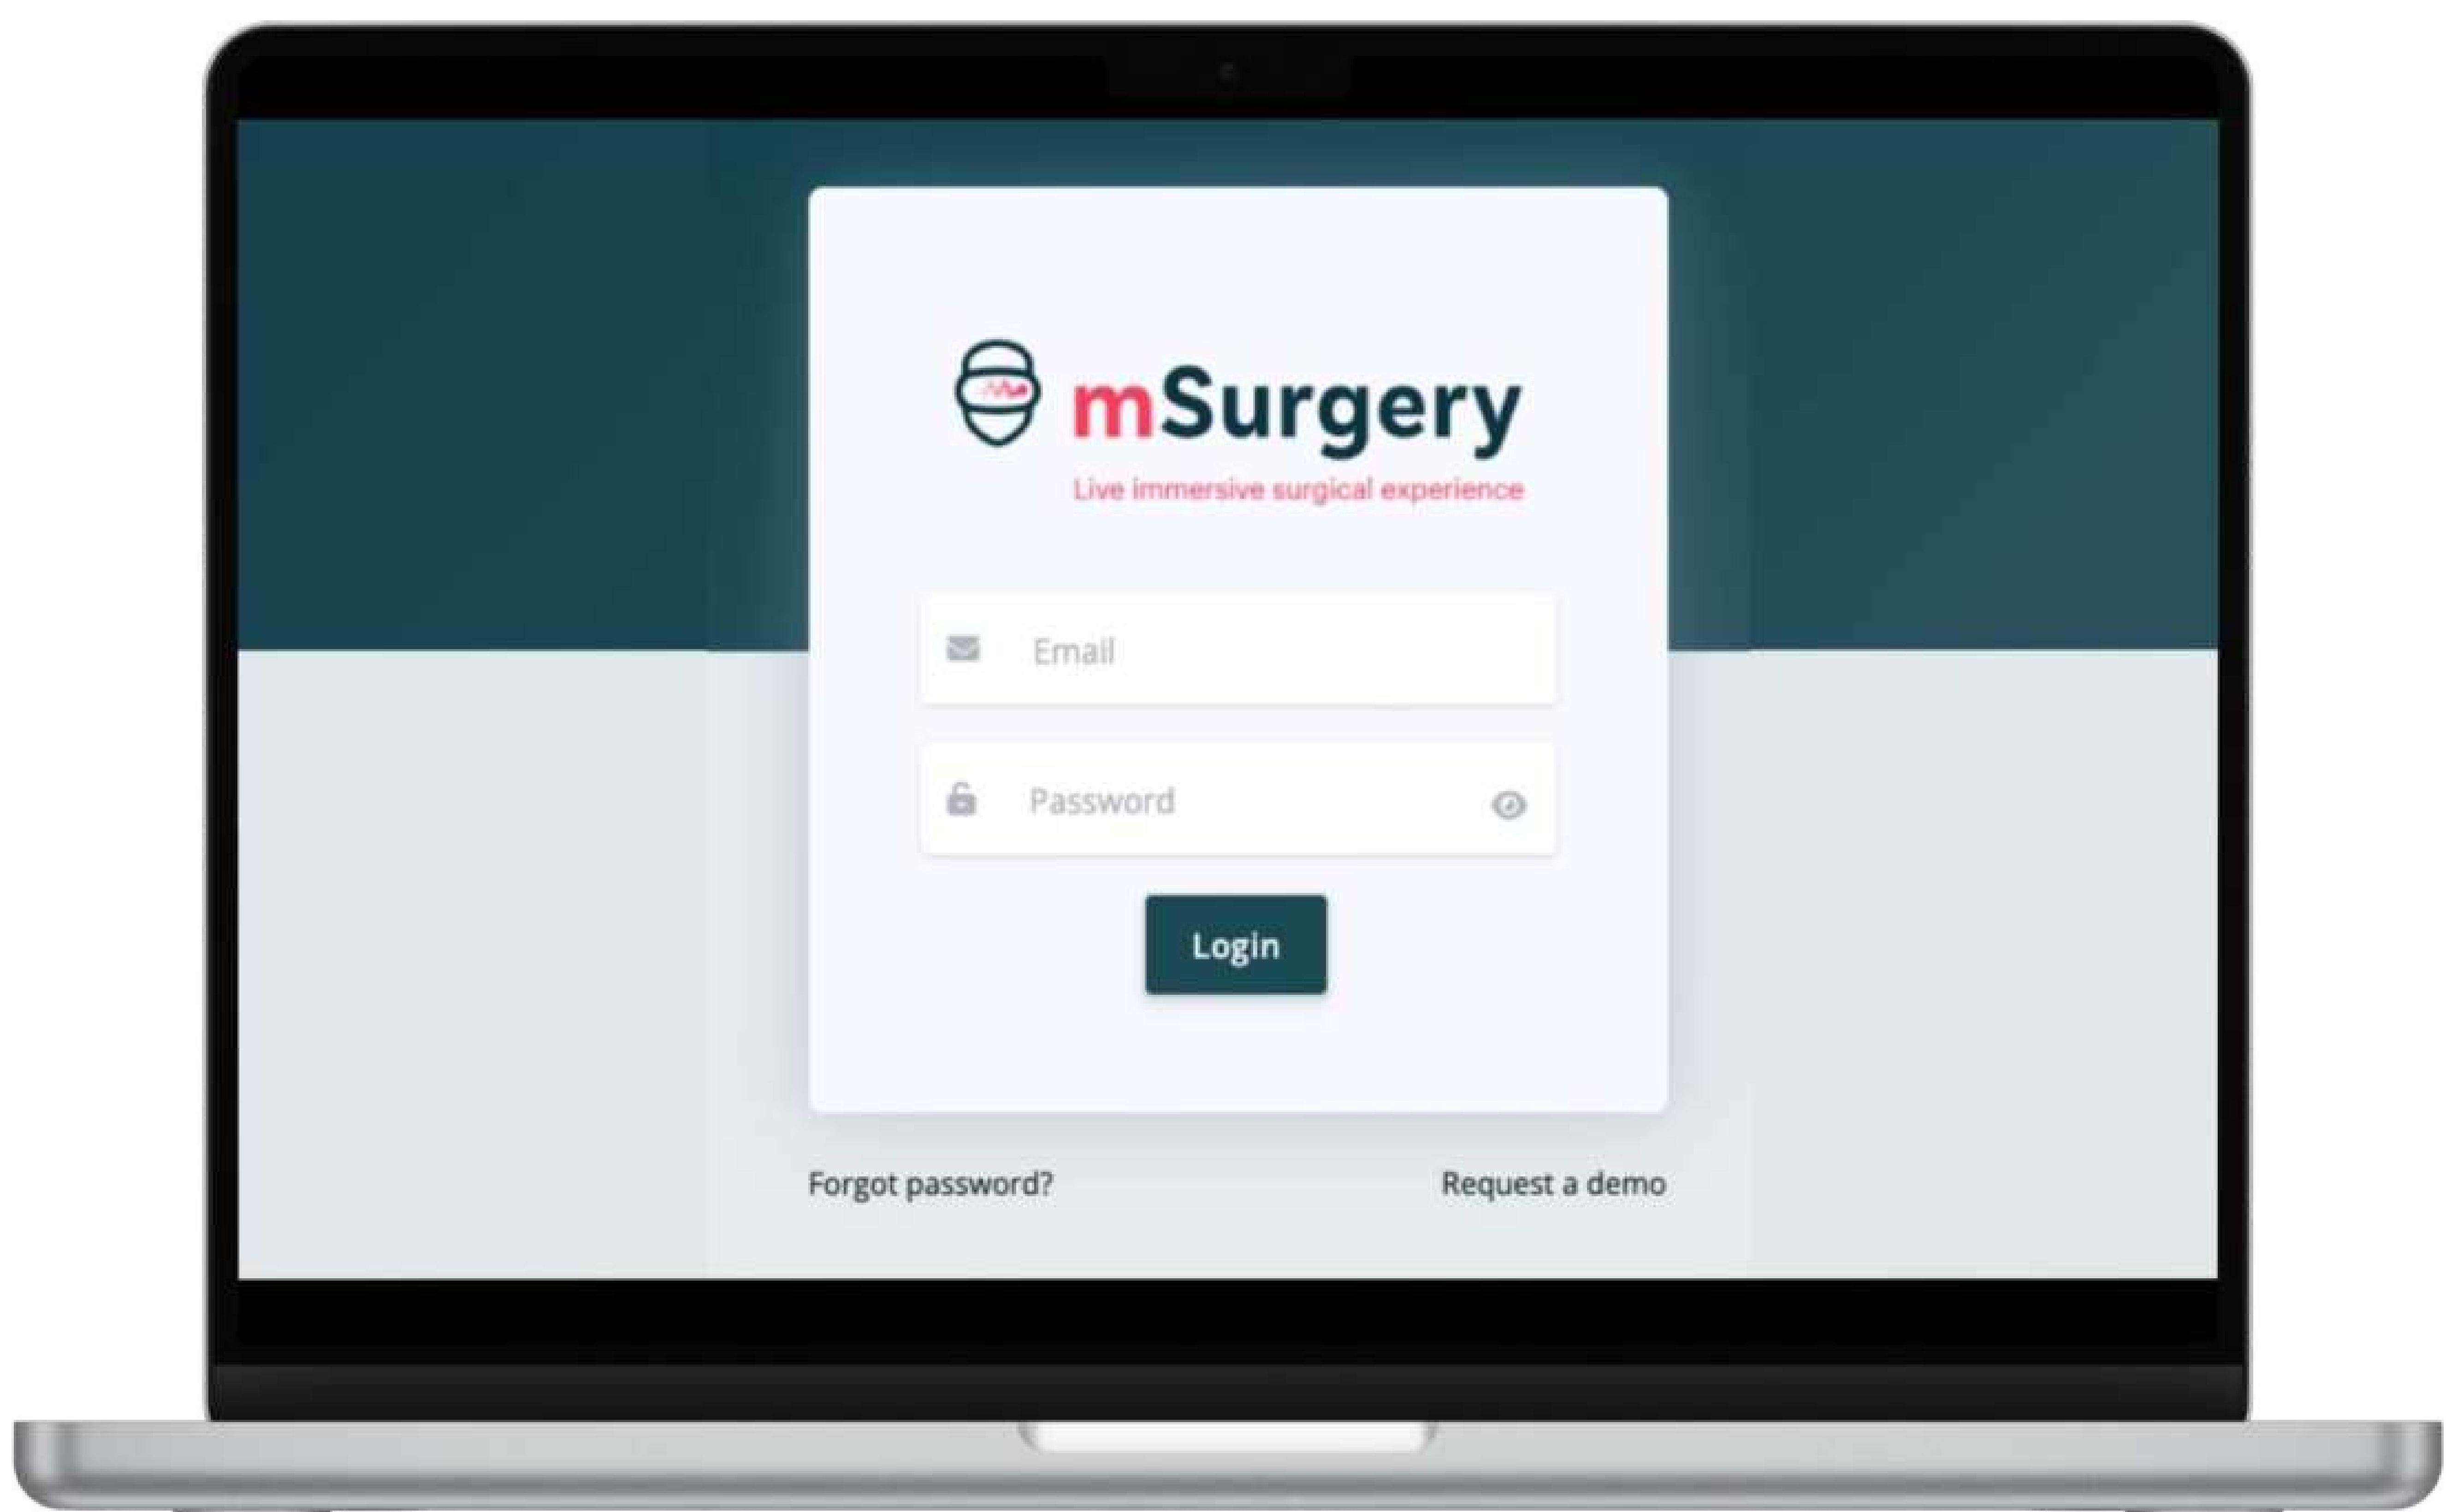 mSurgery
Live immersive surgical experience
Email
Password
Login
Forgot password?
Request a demo